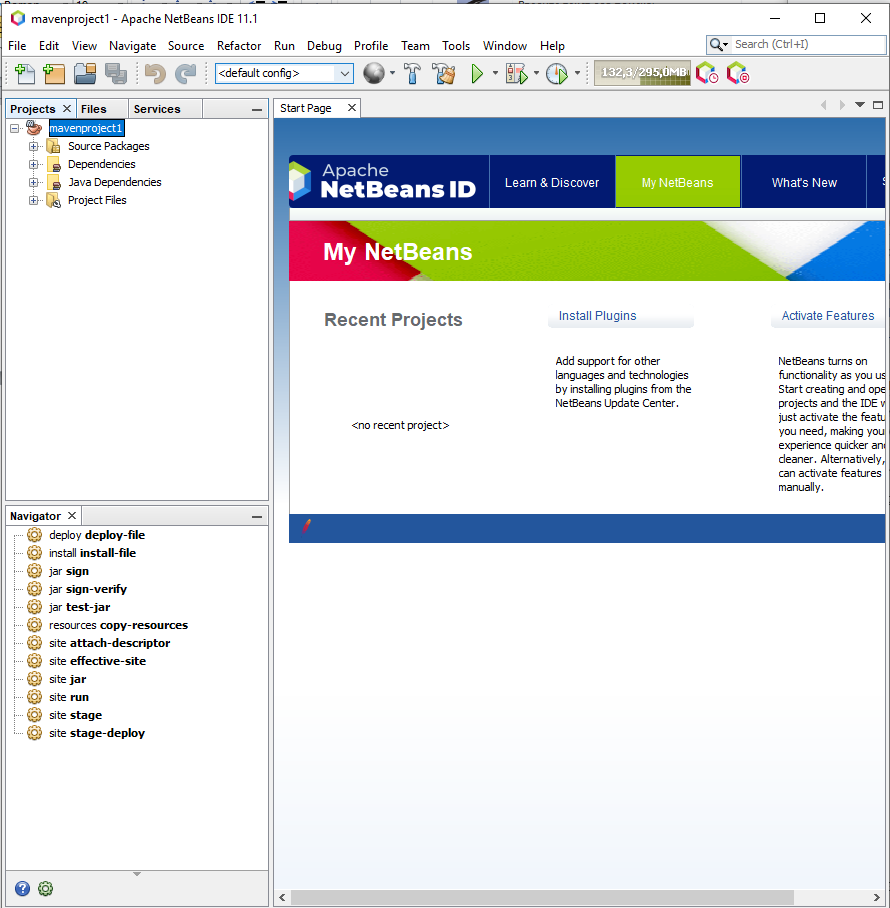 mavenproject1 - Apache NetBeans IDE 11.1
File Edit View Navigate Source Refactor Run Debug Profile Team Tools Window Help
Search (Ctrl+I)
<default config>
132,3/295,0MB
Projects Files Services
Start Page
mavenproject1
Source Packages
Dependencies
Java Dependencies
Project Files
Apache
NetBeans ID
Learn & Discover
My NetBeans
What's New
My NetBeans
Recent Projects
<no recent project>
Install Plugins
Add support for other
languages and technologies
by installing plugins from the
NetBeans Update Center.
Activate Features
NetBeans turns on
functionality as you us
Start creating and ope
projects and the IDE w
just activate the featu
you need, making you
experience quicker and
cleaner. Alternatively,
can activate features
manually.
Navigator
deploy deploy-file
install install-file
jar sign
jar sign-verify
jar test-jar
resources copy-resources
site attach-descriptor
site effective-site
site jar
site run
site stage
site stage-deploy